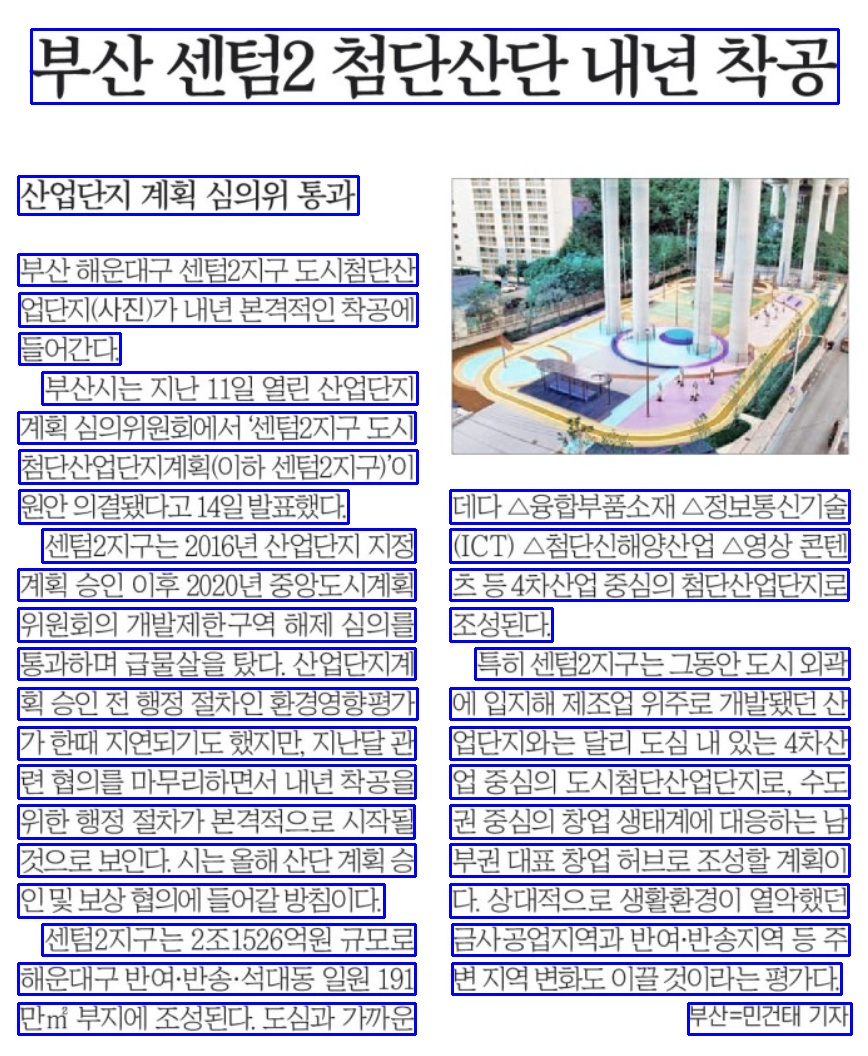 부산 센텀2 첨단산단 내년 착공
산업단지 계획 심의위 통과
부산 해운대구 센텀2지구 도시첨단산
업단지(사진)가 내년 본격적인 착공에
들어간다.
부산시는 지난 11일 열린 산업단지
계획 심의위원회에서 ‘센텀2지구 도시
첨단산업단지계획(이하 센텀2지구)’이
원안 의결됐다고 14일 발표했다.
센텀2지구는 2016년 산업단지 지정
계획 승인 이후 2020년 중앙도시계획
위원회의 개발제한구역 해제 심의를
통과하며 급물살을 탔다. 산업단지계
획 승인 전 행정 절차인 환경영향평가
가 한때 지연되기도 했지만, 지난달 관
련 협의를 마무리하면서 내년 착공을
위한 행정 절차가 본격적으로 시작될
것으로 보인다. 시는 올해 산단 계획 승
인 및 보상 협의에 들어갈 방침이다.
센텀2지구는 2조1526억원 규모로
해운대구 반여·반송·석대동 일원 191
만㎡ 부지에 조성된다. 도심과 가까운
데다 △융합부품소재 △정보통신기술
(ICT) △첨단신해양산업 △영상 콘텐
츠 등 4차산업 중심의 첨단산업단지로
조성된다.
특히 센텀2지구는 그동안 도시 외곽
에 입지해 제조업 위주로 개발됐던 산
업단지와는 달리 도심 내 있는 4차산
업 중심의 도시첨단산업단지로, 수도
권 중심의 창업 생태계에 대응하는 남
부권 대표 창업 허브로 조성할 계획이
다. 상대적으로 생활환경이 열악했던
금사공업지역과 반여·반송지역 등 주
변 지역 변화도 이끌 것이라는 평가다.
부산=민건태 기자